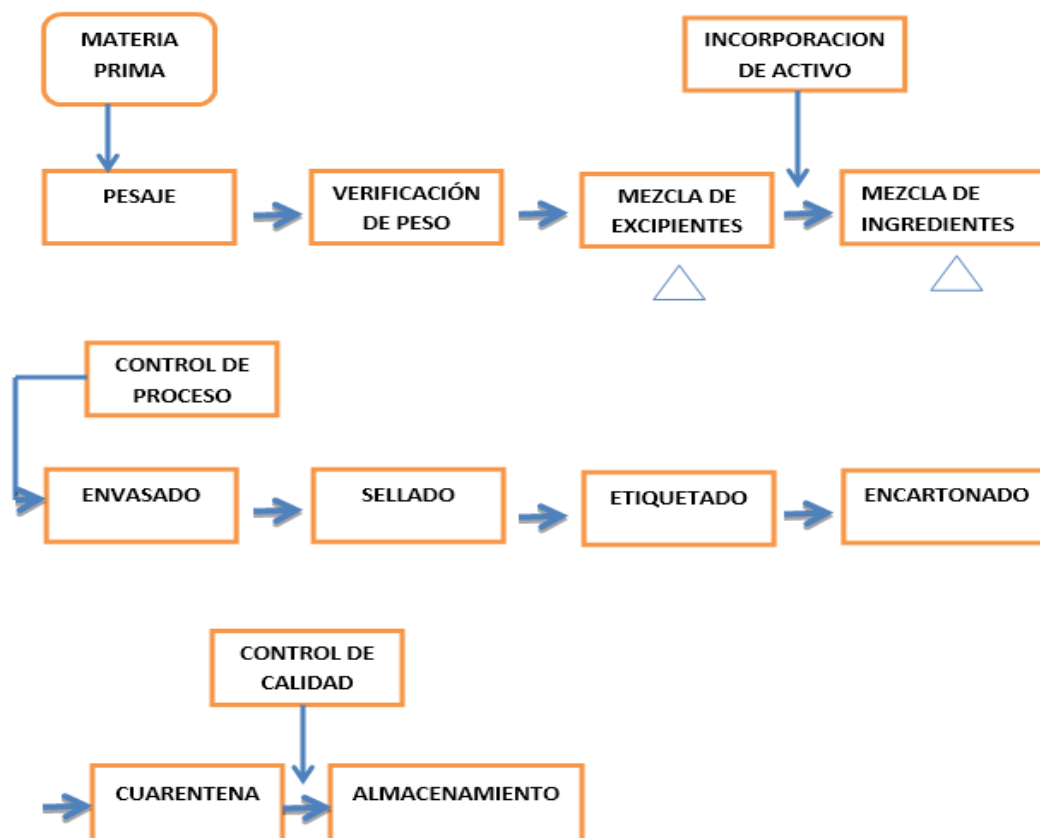 MATERIA
PRIMA
INCORPORACION
DE ACTIVO
PESAJE
VERIFICACIÓN
DE PESO
MEZCLA DE
EXCIPIENTES
MEZCLA DE
INGREDIENTES
CONTROL DE
PROCESO
ENVASADO
SELLADO
ETIQUETADO
ENCARTONADO
CONTROL DE
CALIDAD
CUARENTENA
ALMACENAMIENTO